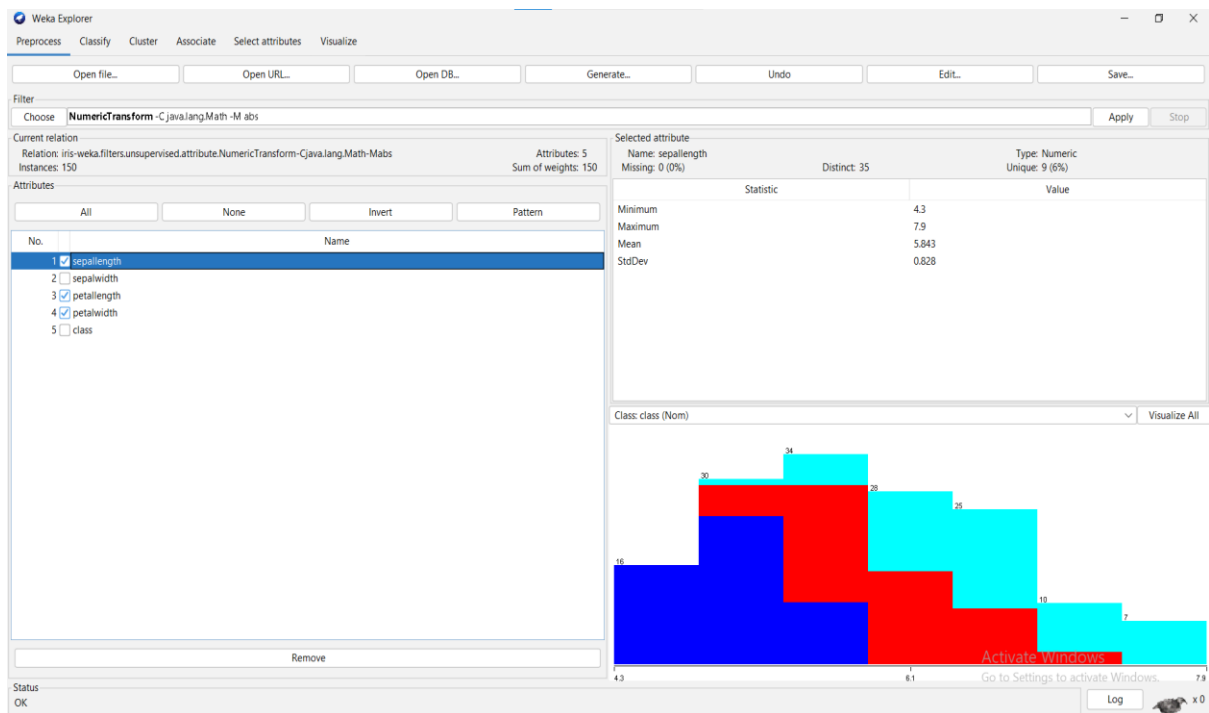 Weka Explorer
Preprocess Classify Cluster Associate Select attributes Visualize
Open file... Open URL... Open DB... Generate... Undo Edit... Save...
Filter
Choose NumericTransform -C java.lang.Math -M abs Apply Stop
Current relation
Relation: iris-weka.filters.unsupervised.attribute.NumericTransform-Cjava.lang.Math-Mabs Attributes: 5
Instances: 150 Sum of weights: 150
Attributes
All None Invert Pattern
No. Name
1 sepallength
2 sepalwidth
3 petallength
4 petalwidth
5 class
Remove
Selected attribute
Name: sepallength Type: Numeric
Missing: 0 (0%) Distinct: 35 Unique: 9 (6%)
Statistic Value
Minimum 4.3
Maximum 7.9
Mean 5.843
StdDev 0.828
Class: class (Nom) Visualize All
34
30
28
25
16
10
7
4.3 6.1 7.9
Activate Windows
Go to Settings to activate Windows.
Status
OK Log x 0